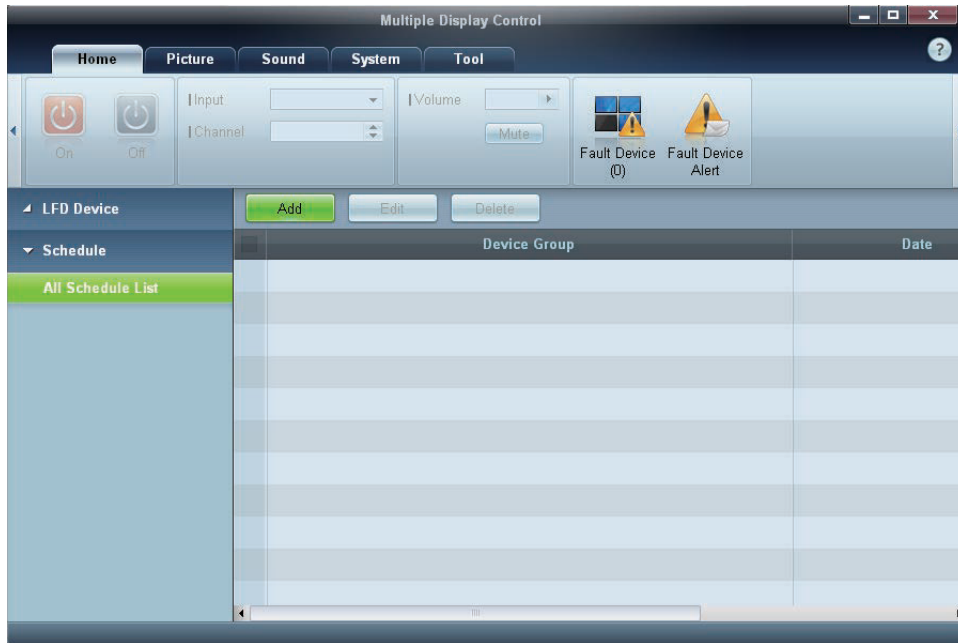 Multiple Display Control
Home Picture Sound System Tool
Input
Volume
Channel
Mute
On Off
Fault Device
(0)
Fault Device
Alert
LFD Device
Add Edit Delete
Schedule
Device Group Date
All Schedule List